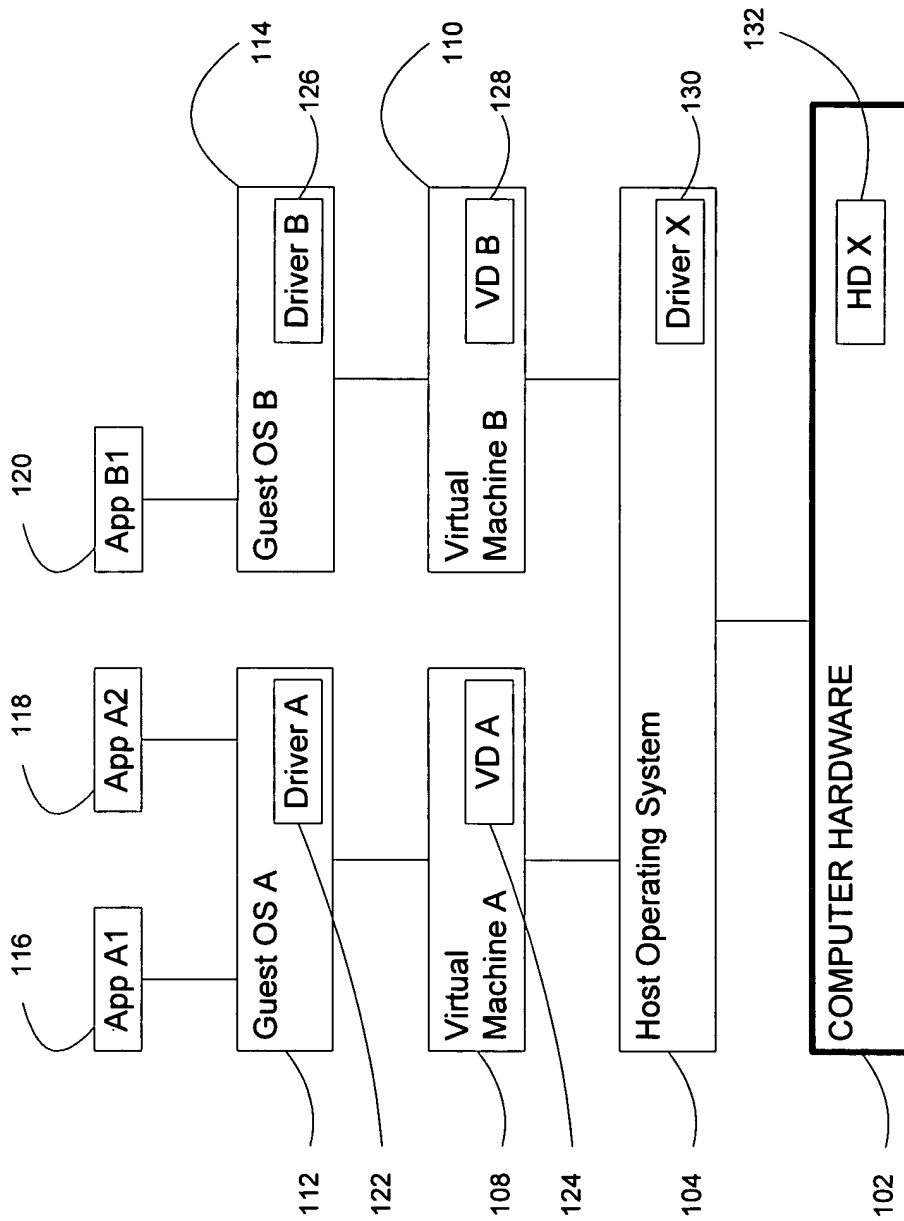 116
118
120
App A1
App A2
App B1
114
Guest OS A
Driver A
Guest OS B
Driver B
126
112
122
110
Virtual
Machine A
VD A
Virtual
Machine B
VD B
128
108
124
Host Operating System
Driver X
130
104
132
COMPUTER HARDWARE
HD X
102